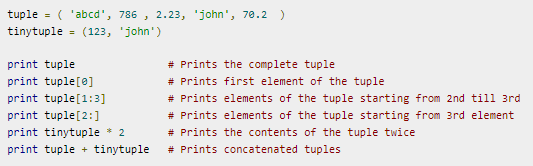 tuple = ( 'abcd', 786 , 2.23, 'john', 70.2  )
tinytuple = (123, 'john')

print tuple             # Prints the complete tuple
print tuple[0]          # Prints first element of the tuple
print tuple[1:3]        # Prints elements of the tuple starting from 2nd till 3rd
print tuple[2:]         # Prints elements of the tuple starting from 3rd element
print tinytuple * 2     # Prints the contents of the tuple twice
print tuple + tinytuple # Prints concatenated tuples